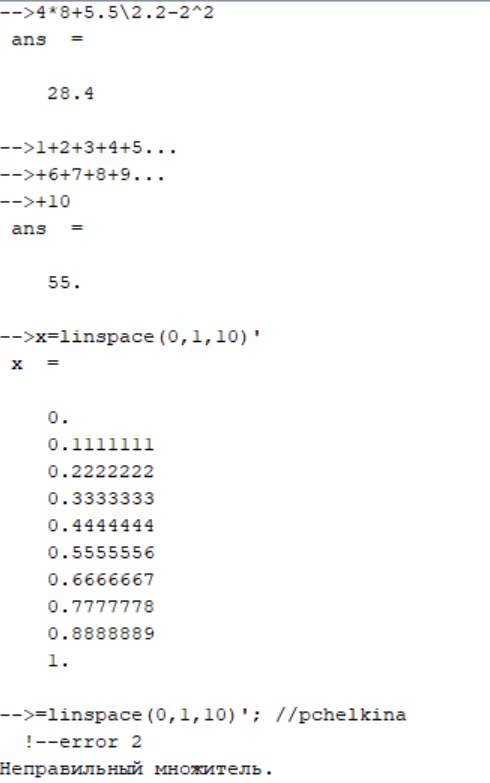 -->4*8+5.5\2.2-2^2
ans =
28.4
-->1+2+3+4+5...
-->+6+7+8+9...
-->+10
ans =
55.
-->x=linspace(0,1,10)'
x =
0.
0.1111111
0.2222222
0.3333333
0.4444444
0.5555556
0.6666667
0.7777778
0.8888889
1.
-->=linspace(0,1,10)'; //pchelkina
!--error 2
Неправильный множитель.